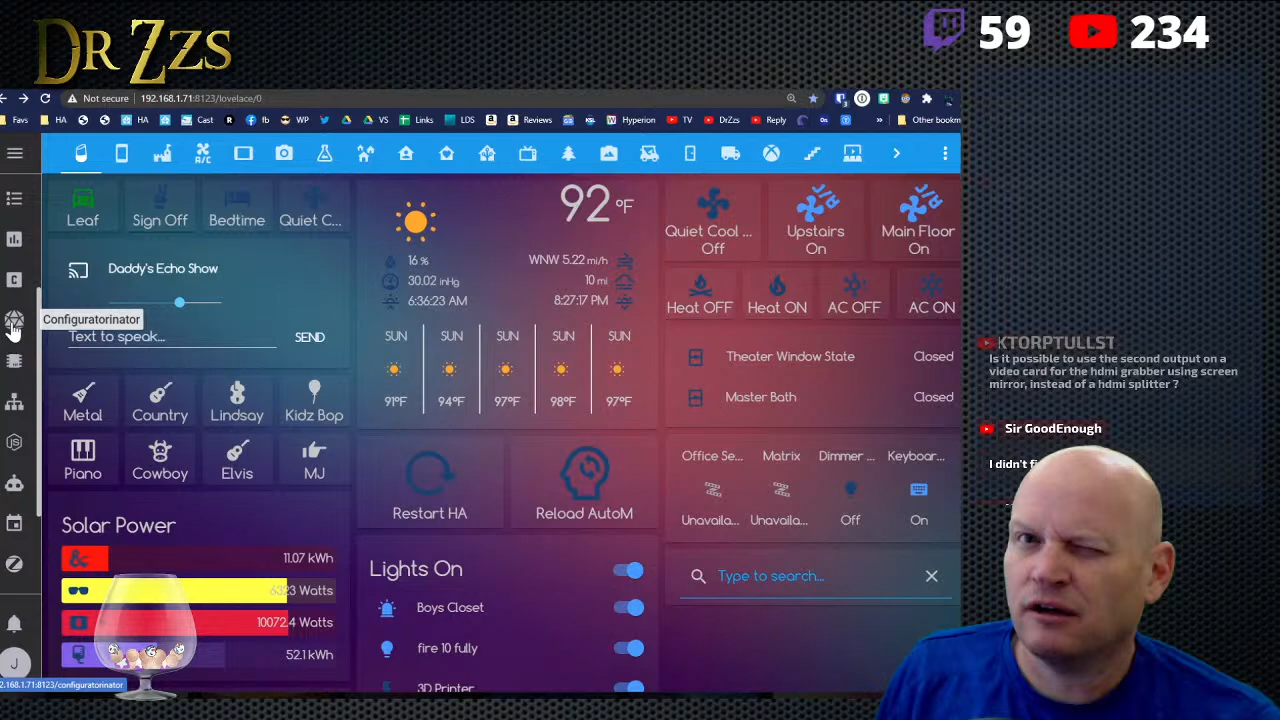 DR ZZS
59
234
Not secure
192.168.1.71:8123/lovelace/0
Favs
HA
HA
Cast
R
fb
WP
VS
Links
LDS
Reviews
Hyperion
TV
DrZzs
Reply
On
»
Other bookm
A/C
Leaf
Sign Off
Bedtime
Quiet C...
Daddy's Echo Show
Configuratorinator
Text to speak...
SEND
Metal
Country
Lindsay
Kidz Bop
Piano
Cowboy
Elvis
MJ
Solar Power
11.07 kWh
6323 Watts
10072.4 Watts
52.1 kWh
92 °F
16 %
30.02 inHg
6:36:23 AM
WNW 5.22 mi/h
10 mi
8:27:17 PM
SUN SUN SUN SUN SUN
91°F 94°F 97°F 98°F 97°F
Restart HA
Reload AutoM
Lights On
Boys Closet
fire 10 fully
3D Printer
Quiet Cool ...
Off
Upstairs
On
Main Floor
On
Heat OFF
Heat ON
AC OFF
AC ON
Theater Window State
Closed
Master Bath
Closed
Office Se...
Matrix
Dimmer ...
Keyboar...
Unavaila...
Unavaila...
Off
On
Type to search...
KTORPTULLST
Is it possible to use the second output on a
video card for the hdmi grabber using screen
mirror, instead of a hdmi splitter ?
Sir GoodEnough
I didn't
J
2.168.1.71:8123/configuratorinator